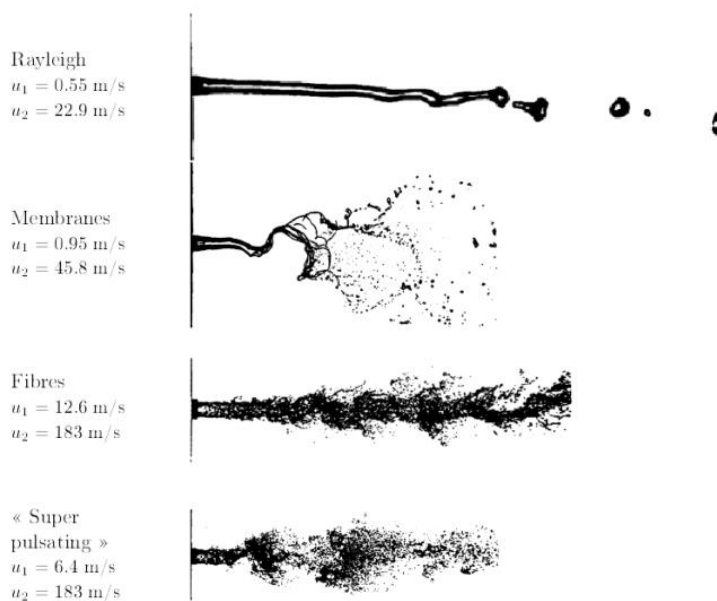 Rayleigh
u₁ = 0.55 m/s
u₂ = 22.9 m/s
Membranes
u₁ = 0.95 m/s
u₂ = 45.8 m/s
Fibres
u₁ = 12.6 m/s
u₂ = 183 m/s
« Super
pulsating »
u₁ = 6.4 m/s
u₂ = 183 m/s